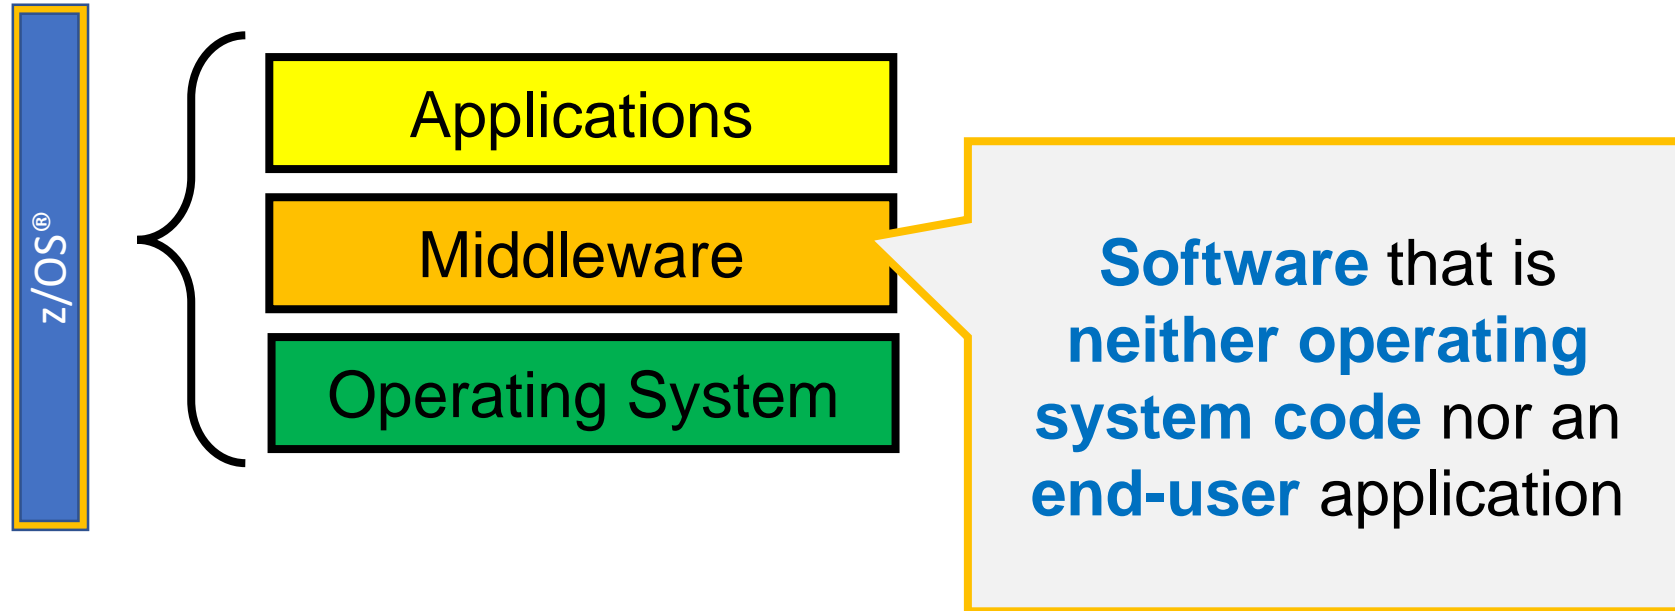 z/OS®
Applications
Middleware
Operating System
Software that is
neither operating
system code nor an
end-user application